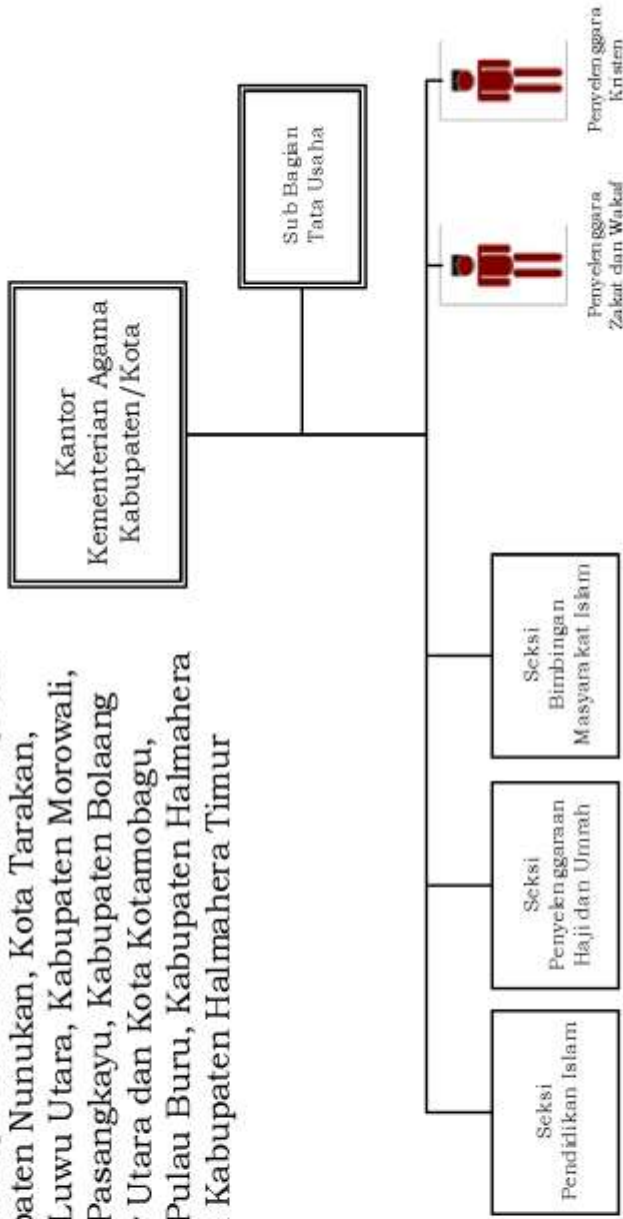 paten Nunukan, Kota Tarakan,
Luwu Utara, Kabupaten Morowali,
Pasangkayu, Kabupaten Bolaang
Utara dan Kota Kotamobagu,
Pulau Buru, Kabupaten Halmahera
Kabupaten Halmahera Timur
Kantor
Kementerian Agama
Kabupaten/Kota
Sub Bagian
Tata Usaha
Seksi
Pendidikan Islam
Seksi
Penyelenggaraan
Haji dan Umrah
Seksi
Bimbingan
Masyarakat Islam
Penyelenggara
Zakat dan Wakaf
Penyelenggara
Kristen